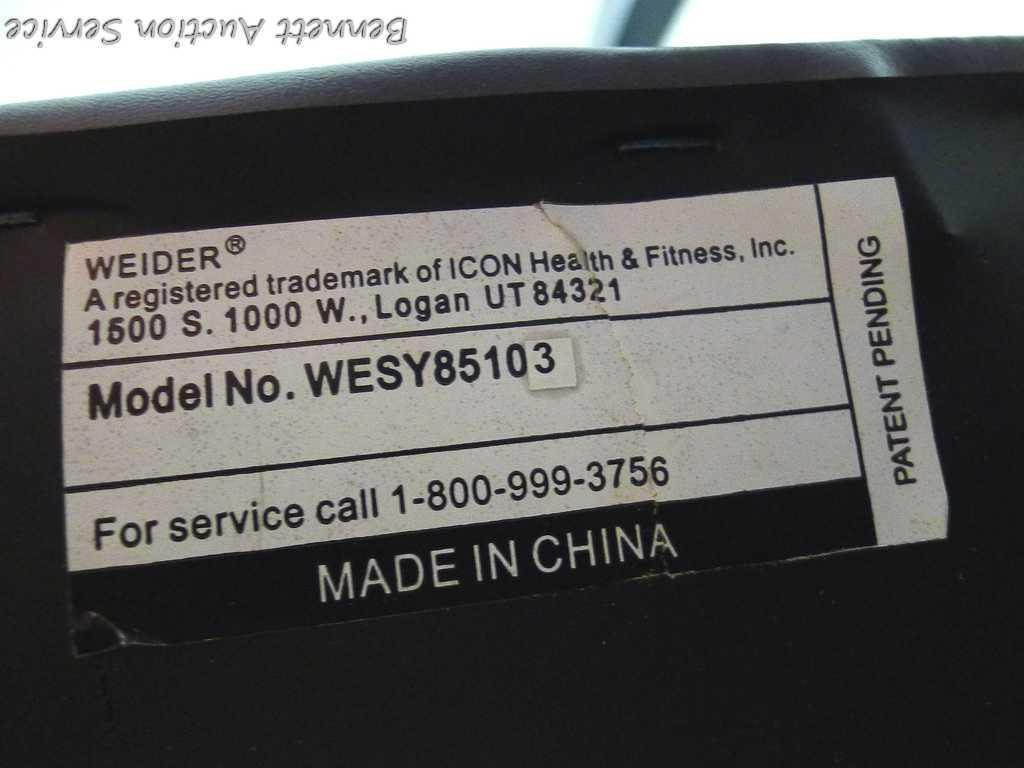 Bennett Auction Service
WEIDER®
A registered trademark of ICON Health & Fitness, Inc.
1500 S. 1000 W., Logan UT 84321
Model No. WESY85103
For service call 1-800-999-3756
MADE IN CHINA
PATENT PENDING